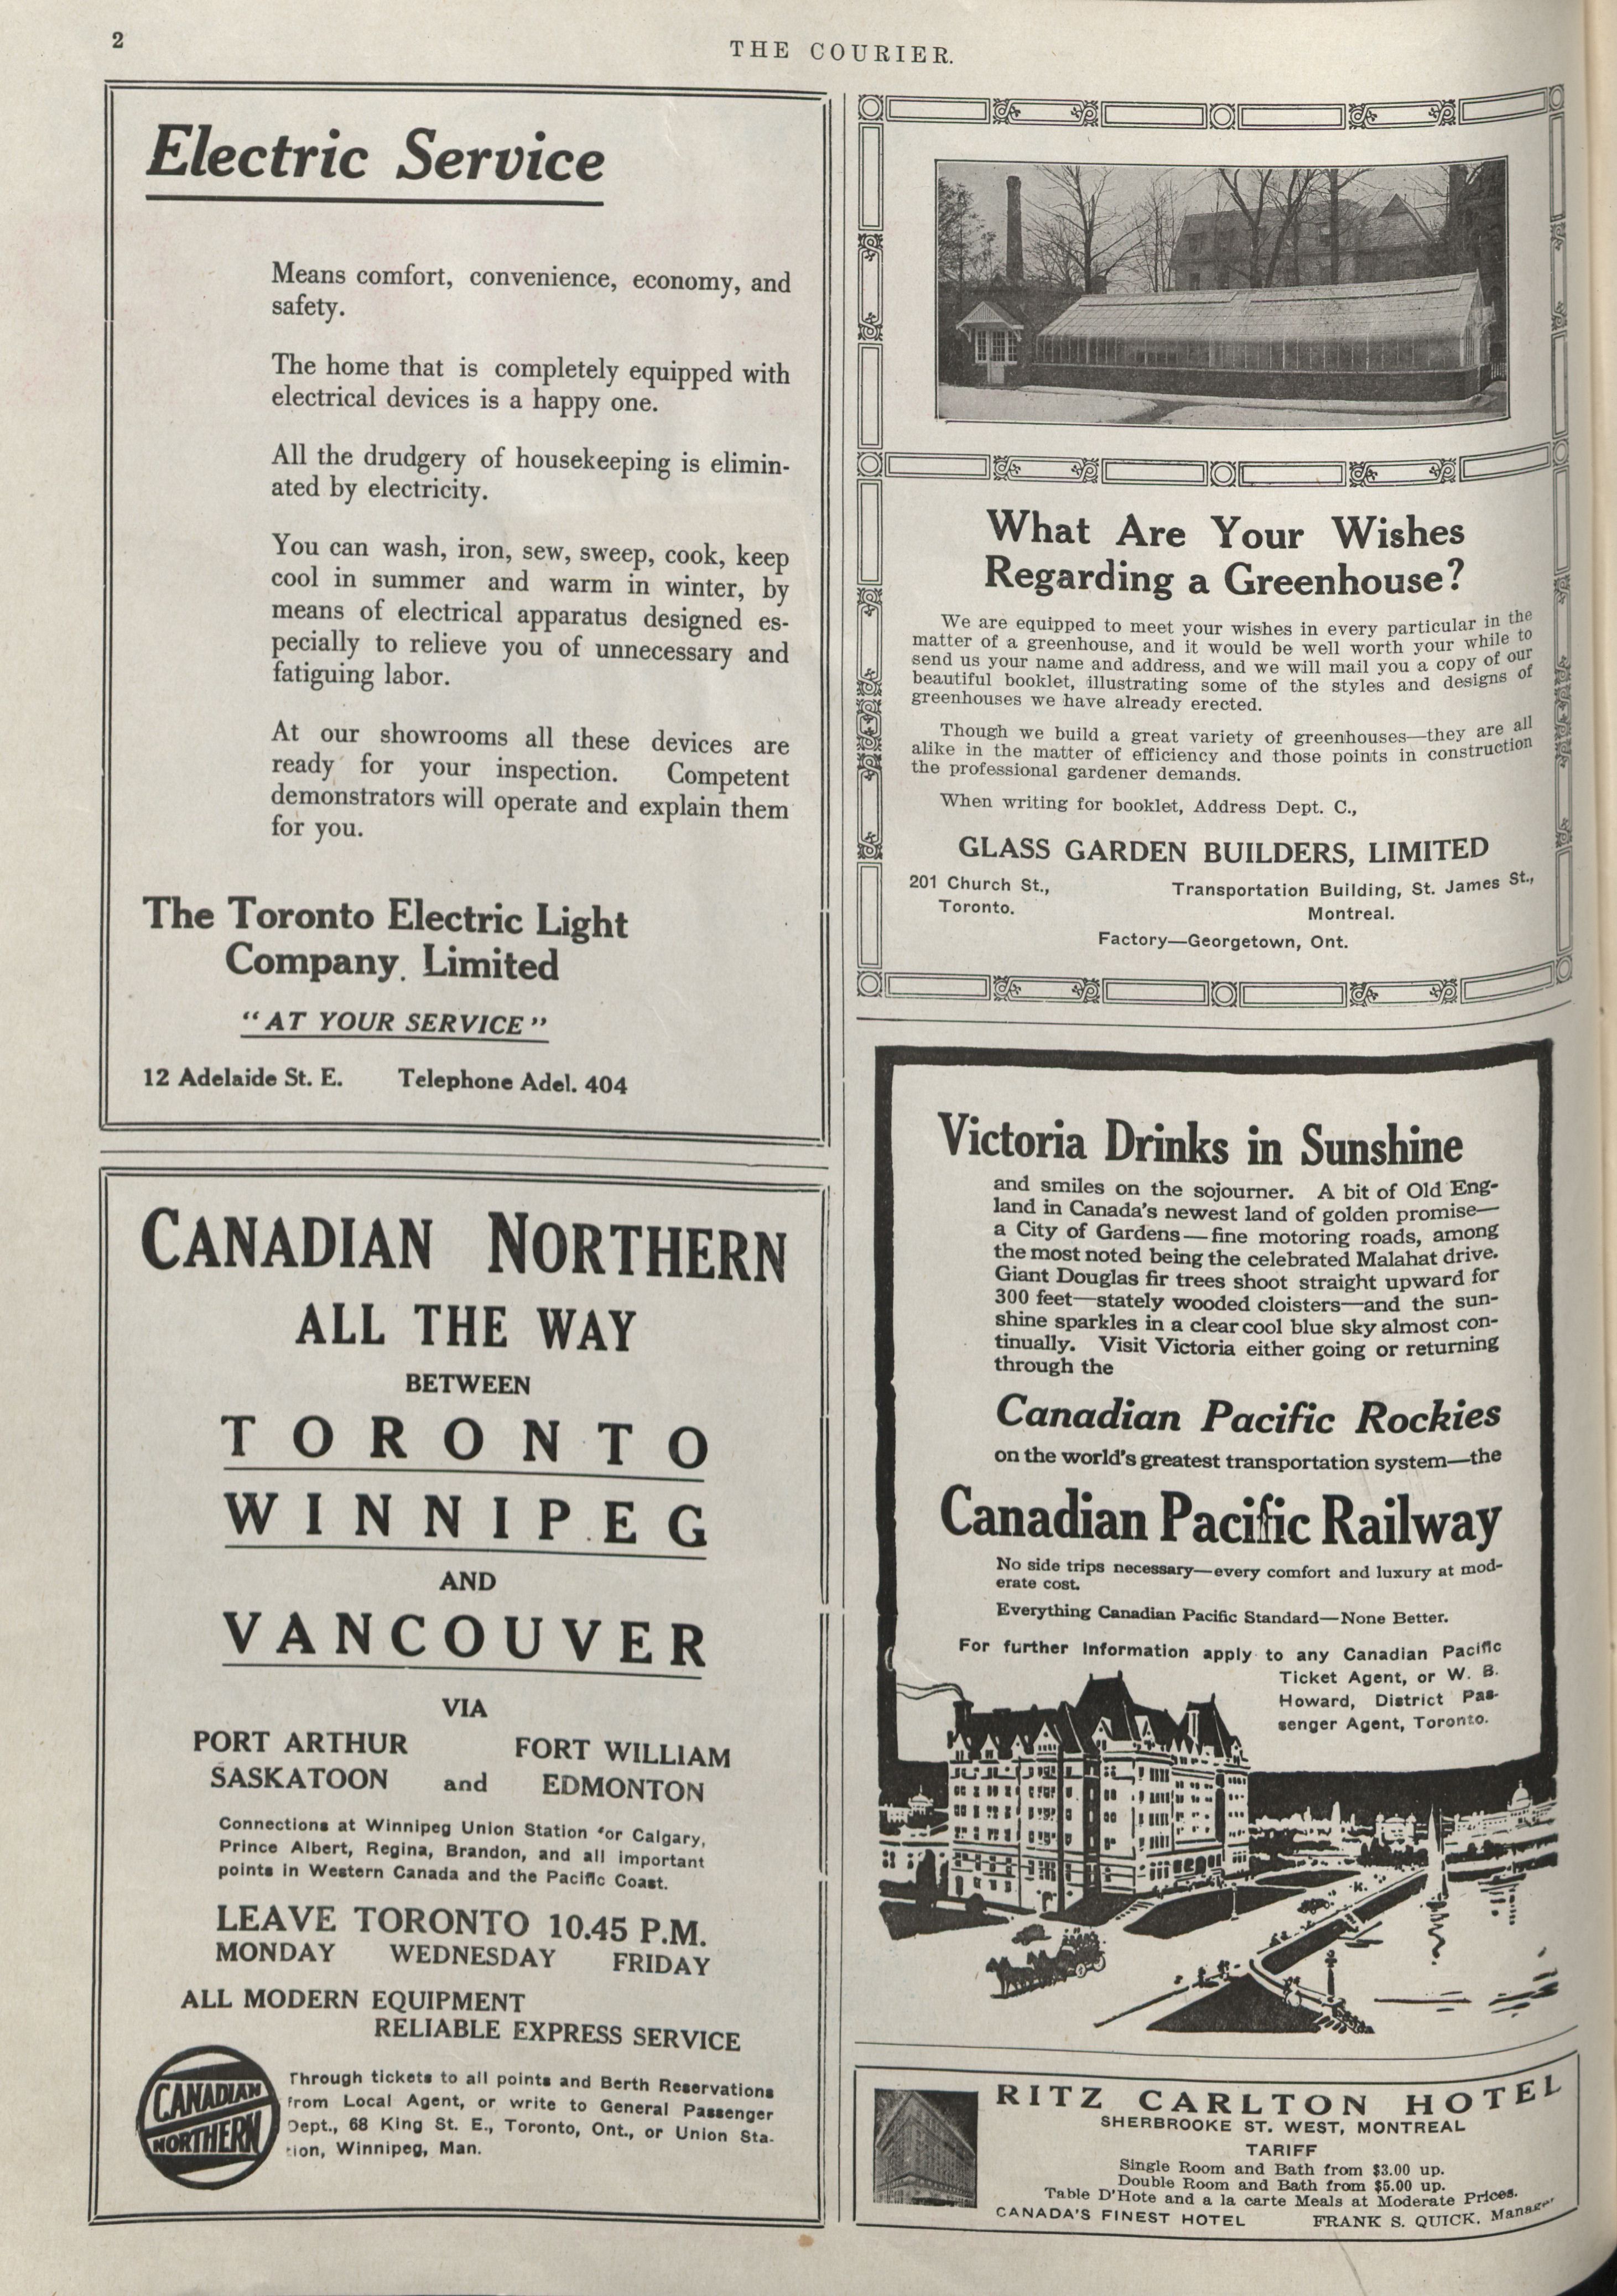 2
THE COURIER.
Electric Service
Means comfort, convenience, economy, and
safety.
The home that is completely equipped with
electrical devices is a happy one.
All the drudgery of housekeeping is elimin-
ated by electricity.
You can wash, iron, sew, sweep, cook, keep
cool in summer and warm in winter, by
means of electrical apparatus designed es-
pecially to relieve you of unnecessary and
fatiguing labor.
At our showrooms all these devices are
ready for your inspection. Competent
demonstrators will operate and explain them
for you.
The Toronto Electric Light
Company, Limited
"AT YOUR SERVICE"
12 Adelaide St. E. Telephone Adel. 404
CANADIAN NORTHERN
ALL THE WAY
BETWEEN
TORONTO
WINNIPEG
AND
VANCOUVER
VIA
PORT ARTHUR FORT WILLIAM
SASKATOON and EDMONTON
Connections at Winnipeg Union Station for Calgary,
Prince Albert, Regina, Brandon, and all important
points in Western Canada and the Pacific Coast.
LEAVE TORONTO 10.45 P.M.
MONDAY WEDNESDAY FRIDAY
ALL MODERN EQUIPMENT
RELIABLE EXPRESS SERVICE
CANADIAN
NORTHERN
Through tickets to all points and Berth Reservations
from Local Agent, or write to General Passenger
Dept., 68 King St. E., Toronto, Ont., or Union Sta-
tion, Winnipeg, Man.
What Are Your Wishes
Regarding a Greenhouse?
We are equipped to meet your wishes in every particular in the
matter of a greenhouse, and it would be well worth your while to
send us your name and address, and we will mail you a copy of our
beautiful booklet, illustrating some of the styles and designs of
greenhouses we have already erected.
Though we build a great variety of greenhouses—they are all
alike in the matter of efficiency and those points in construction
the professional gardener demands.
When writing for booklet, Address Dept. C.,
GLASS GARDEN BUILDERS, LIMITED
201 Church St., Transportation Building, St. James St.,
Toronto. Montreal.
Factory—Georgetown, Ont.
Victoria Drinks in Sunshine
and smiles on the sojourner. A bit of Old Eng-
land in Canada's newest land of golden promise—
a City of Gardens—fine motoring roads, among
the most noted being the celebrated Malahat drive.
Giant Douglas fir trees shoot straight upward for
300 feet—stately wooded cloisters—and the sun-
shine sparkles in a clear cool blue sky almost con-
tinually. Visit Victoria either going or returning
through the
Canadian Pacific Rockies
on the world's greatest transportation system—the
Canadian Pacific Railway
No side trips necessary—every comfort and luxury at mod-
erate cost.
Everything Canadian Pacific Standard—None Better.
For further Information apply to any Canadian Pacific
Ticket Agent, or W. B.
Howard, District Pas-
senger Agent, Toronto.
RITZ CARLTON HOTEL
SHERBROOKE ST. WEST, MONTREAL
TARIFF
Single Room and Bath from $3.00 up.
Double Room and Bath from $5.00 up.
Table D'Hote and a la carte Meals at Moderate Prices.
CANADA'S FINEST HOTEL FRANK S. QUICK, Manager